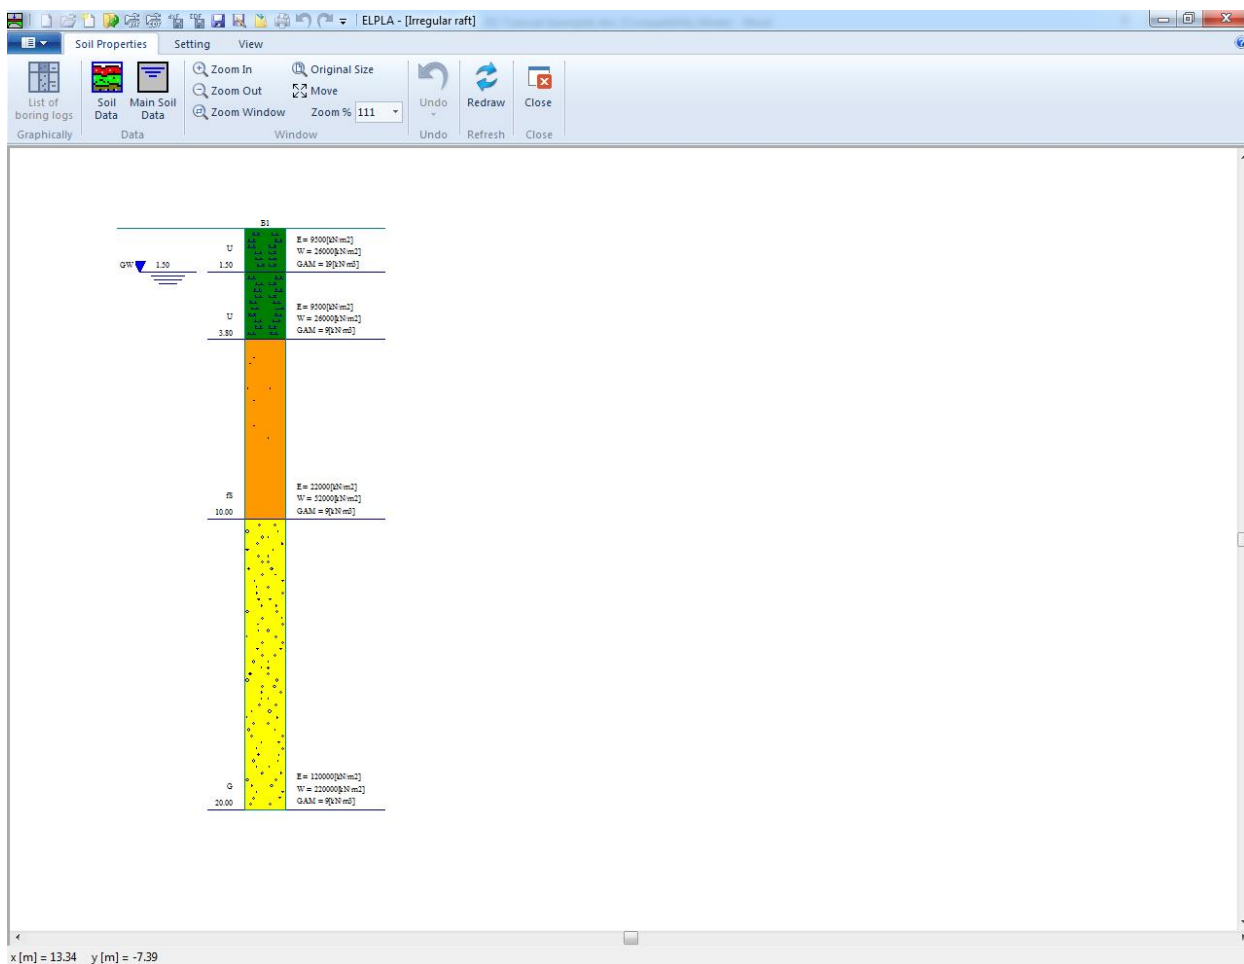 ELPLA - [Irregular raft]
Soil Properties Setting View
List of boring logs
Soil Data
Main Soil Data
Zoom In
Zoom Out
Zoom Window
Original Size
Move
Zoom % 111
Undo
Redraw
Close
Graphically Data Window Undo Refresh Close
B1
U
1.50
E = 9500[kN/m2]
W = 26000[kN/m2]
GAM = 19[kN/m3]
GW 1.50
U
3.80
E = 9500[kN/m2]
W = 26000[kN/m2]
GAM = 9[kN/m3]
fS
10.00
E = 22000[kN/m2]
W = 52000[kN/m2]
GAM = 9[kN/m3]
G
20.00
E = 120000[kN/m2]
W = 220000[kN/m2]
GAM = 9[kN/m3]
x [m] = 13.34 y [m] = -7.39